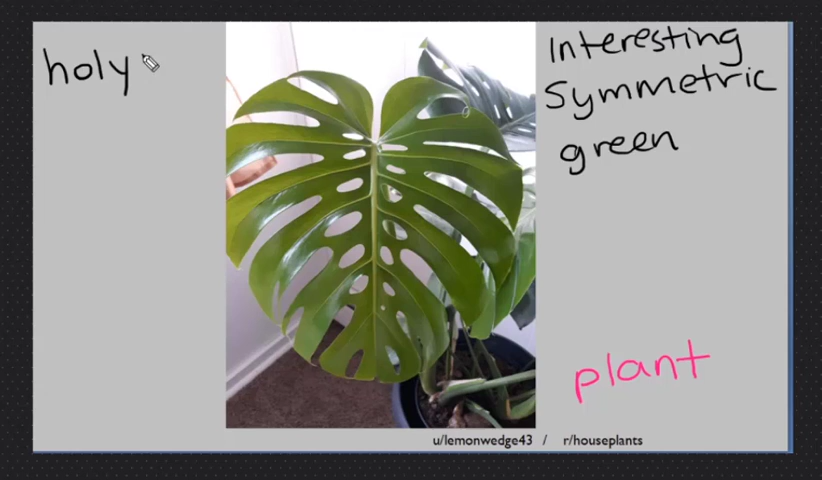 holy
Interesting
Symmetric
green
plant
u/lemonwedge43 / r/houseplants